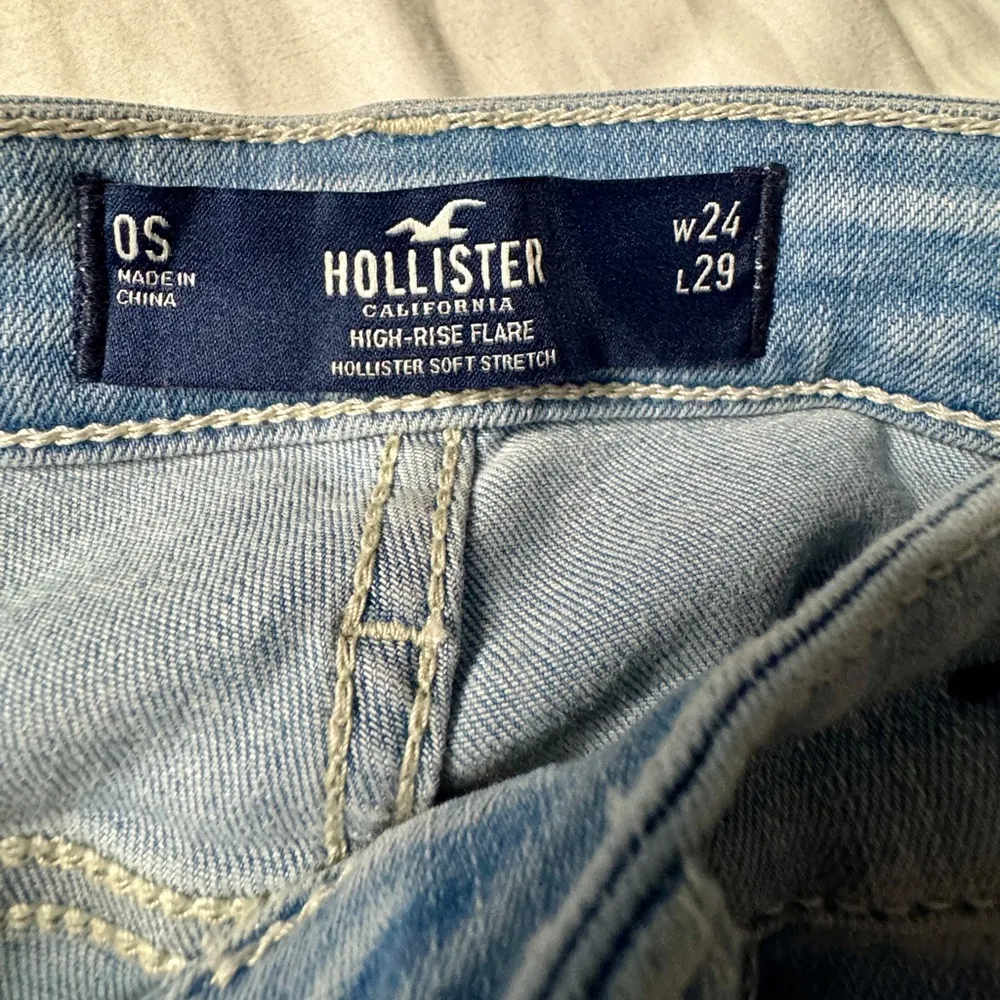 0S
MADE IN
CHINA
HOLLISTER
CALIFORNIA
HIGH-RISE FLARE
HOLLISTER SOFT STRETCH
W24
L29